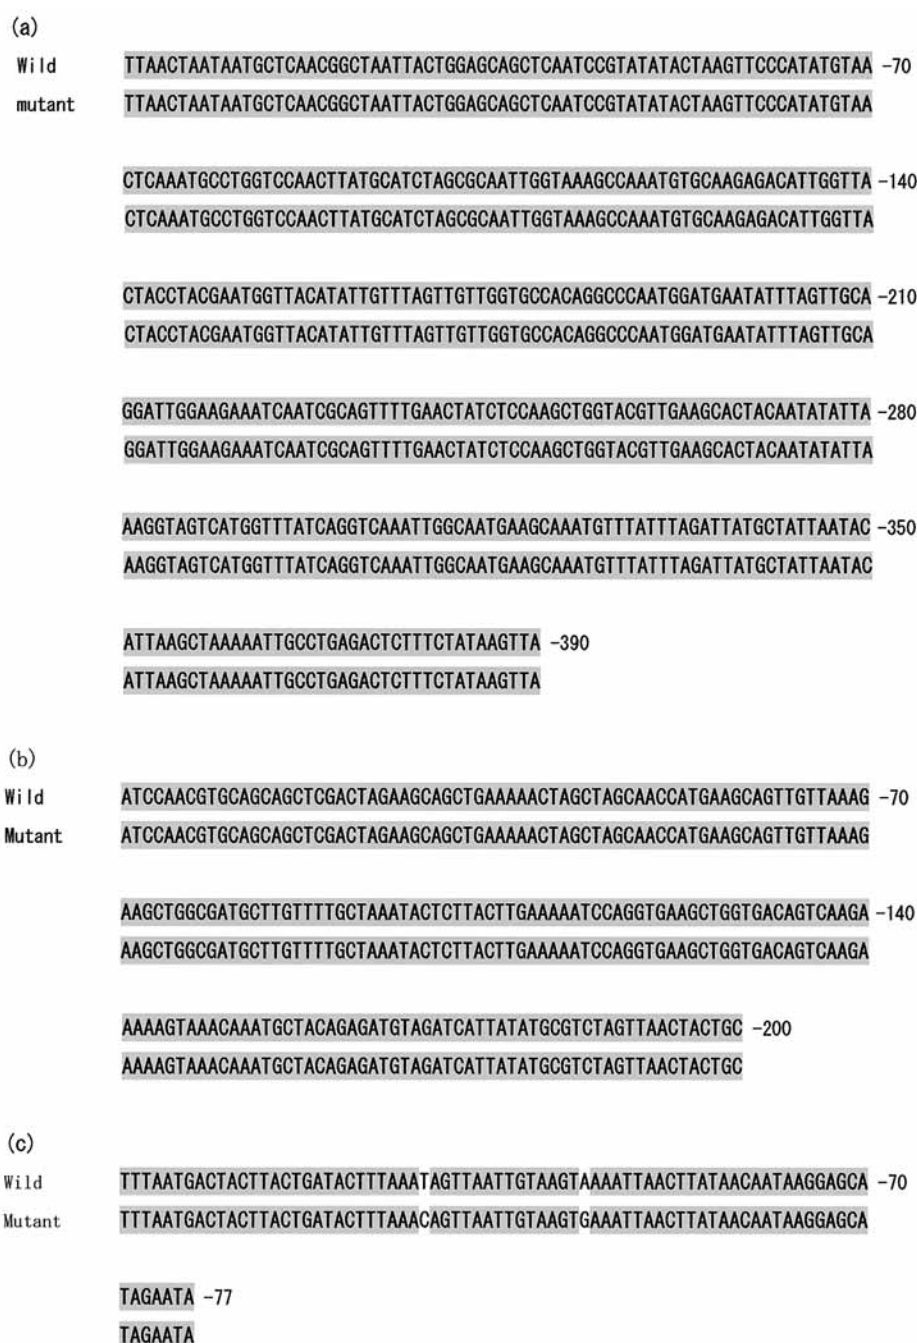 (a)
Wild TTAACTAATAATGCTCAACGGCTAATTACTGGAGCAGCTCAATCCGTATATACTAAGTTCCCATATGTAA -70
mutant TTAACTAATAATGCTCAACGGCTAATTACTGGAGCAGCTCAATCCGTATATACTAAGTTCCCATATGTAA
CTCAAATGCCTGGTCCAACTTATGCATCTAGCGCAATTGGTAAAGCCAAATGTGCAAGAGACATTGGTTA -140
CTCAAATGCCTGGTCCAACTTATGCATCTAGCGCAATTGGTAAAGCCAAATGTGCAAGAGACATTGGTTA
CTACCTACGAATGGTTACATATTGTTTAGTTGTTGGTGCCACAGGCCCAATGGATGAATATTTAGTTGCA -210
CTACCTACGAATGGTTACATATTGTTTAGTTGTTGGTGCCACAGGCCCAATGGATGAATATTTAGTTGCA
GGATTGGAAGAAATCAATCGCAGTTTTGAACTATCTCCAAGCTGGTACGTTGAAGCACTACAATATATTA -280
GGATTGGAAGAAATCAATCGCAGTTTTGAACTATCTCCAAGCTGGTACGTTGAAGCACTACAATATATTA
AAGGTAGTCATGGTTTATCAGGTCAAATTGGCAATGAAGCAAATGTTTATTTAGATTATGCTATTAATAC -350
AAGGTAGTCATGGTTTATCAGGTCAAATTGGCAATGAAGCAAATGTTTATTTAGATTATGCTATTAATAC
ATTAAGCTAAAAATTGCCTGAGACTCTTTCTATAAGTTA -390
ATTAAGCTAAAAATTGCCTGAGACTCTTTCTATAAGTTA
(b)
Wild ATCCAACGTGCAGCAGCTCGACTAGAAGCAGCTGAAAAACTAGCTAGCAACCATGAAGCAGTTGTTAAAG -70
Mutant ATCCAACGTGCAGCAGCTCGACTAGAAGCAGCTGAAAAACTAGCTAGCAACCATGAAGCAGTTGTTAAAG
AAGCTGGCGATGCTTGTTTTGCTAAATACTCTTACTTGAAAAATCCAGGTGAAGCTGGTGACAGTCAAGA -140
AAGCTGGCGATGCTTGTTTTGCTAAATACTCTTACTTGAAAAATCCAGGTGAAGCTGGTGACAGTCAAGA
AAAAGTAAACAAATGCTACAGAGATGTAGATCATTATATGCGTCTAGTTAACTACTGC -200
AAAAGTAAACAAATGCTACAGAGATGTAGATCATTATATGCGTCTAGTTAACTACTGC
(c)
Wild TTTAATGACTACTTACTGATACTTTAAATAGTTAATTGTAAGTAAAATTAACTTATAACAATAAGGAGCA -70
Mutant TTTAATGACTACTTACTGATACTTTAAACAGTTAATTGTAAGTGAAATTAACTTATAACAATAAGGAGCA
TAGAATA -77
TAGAATA